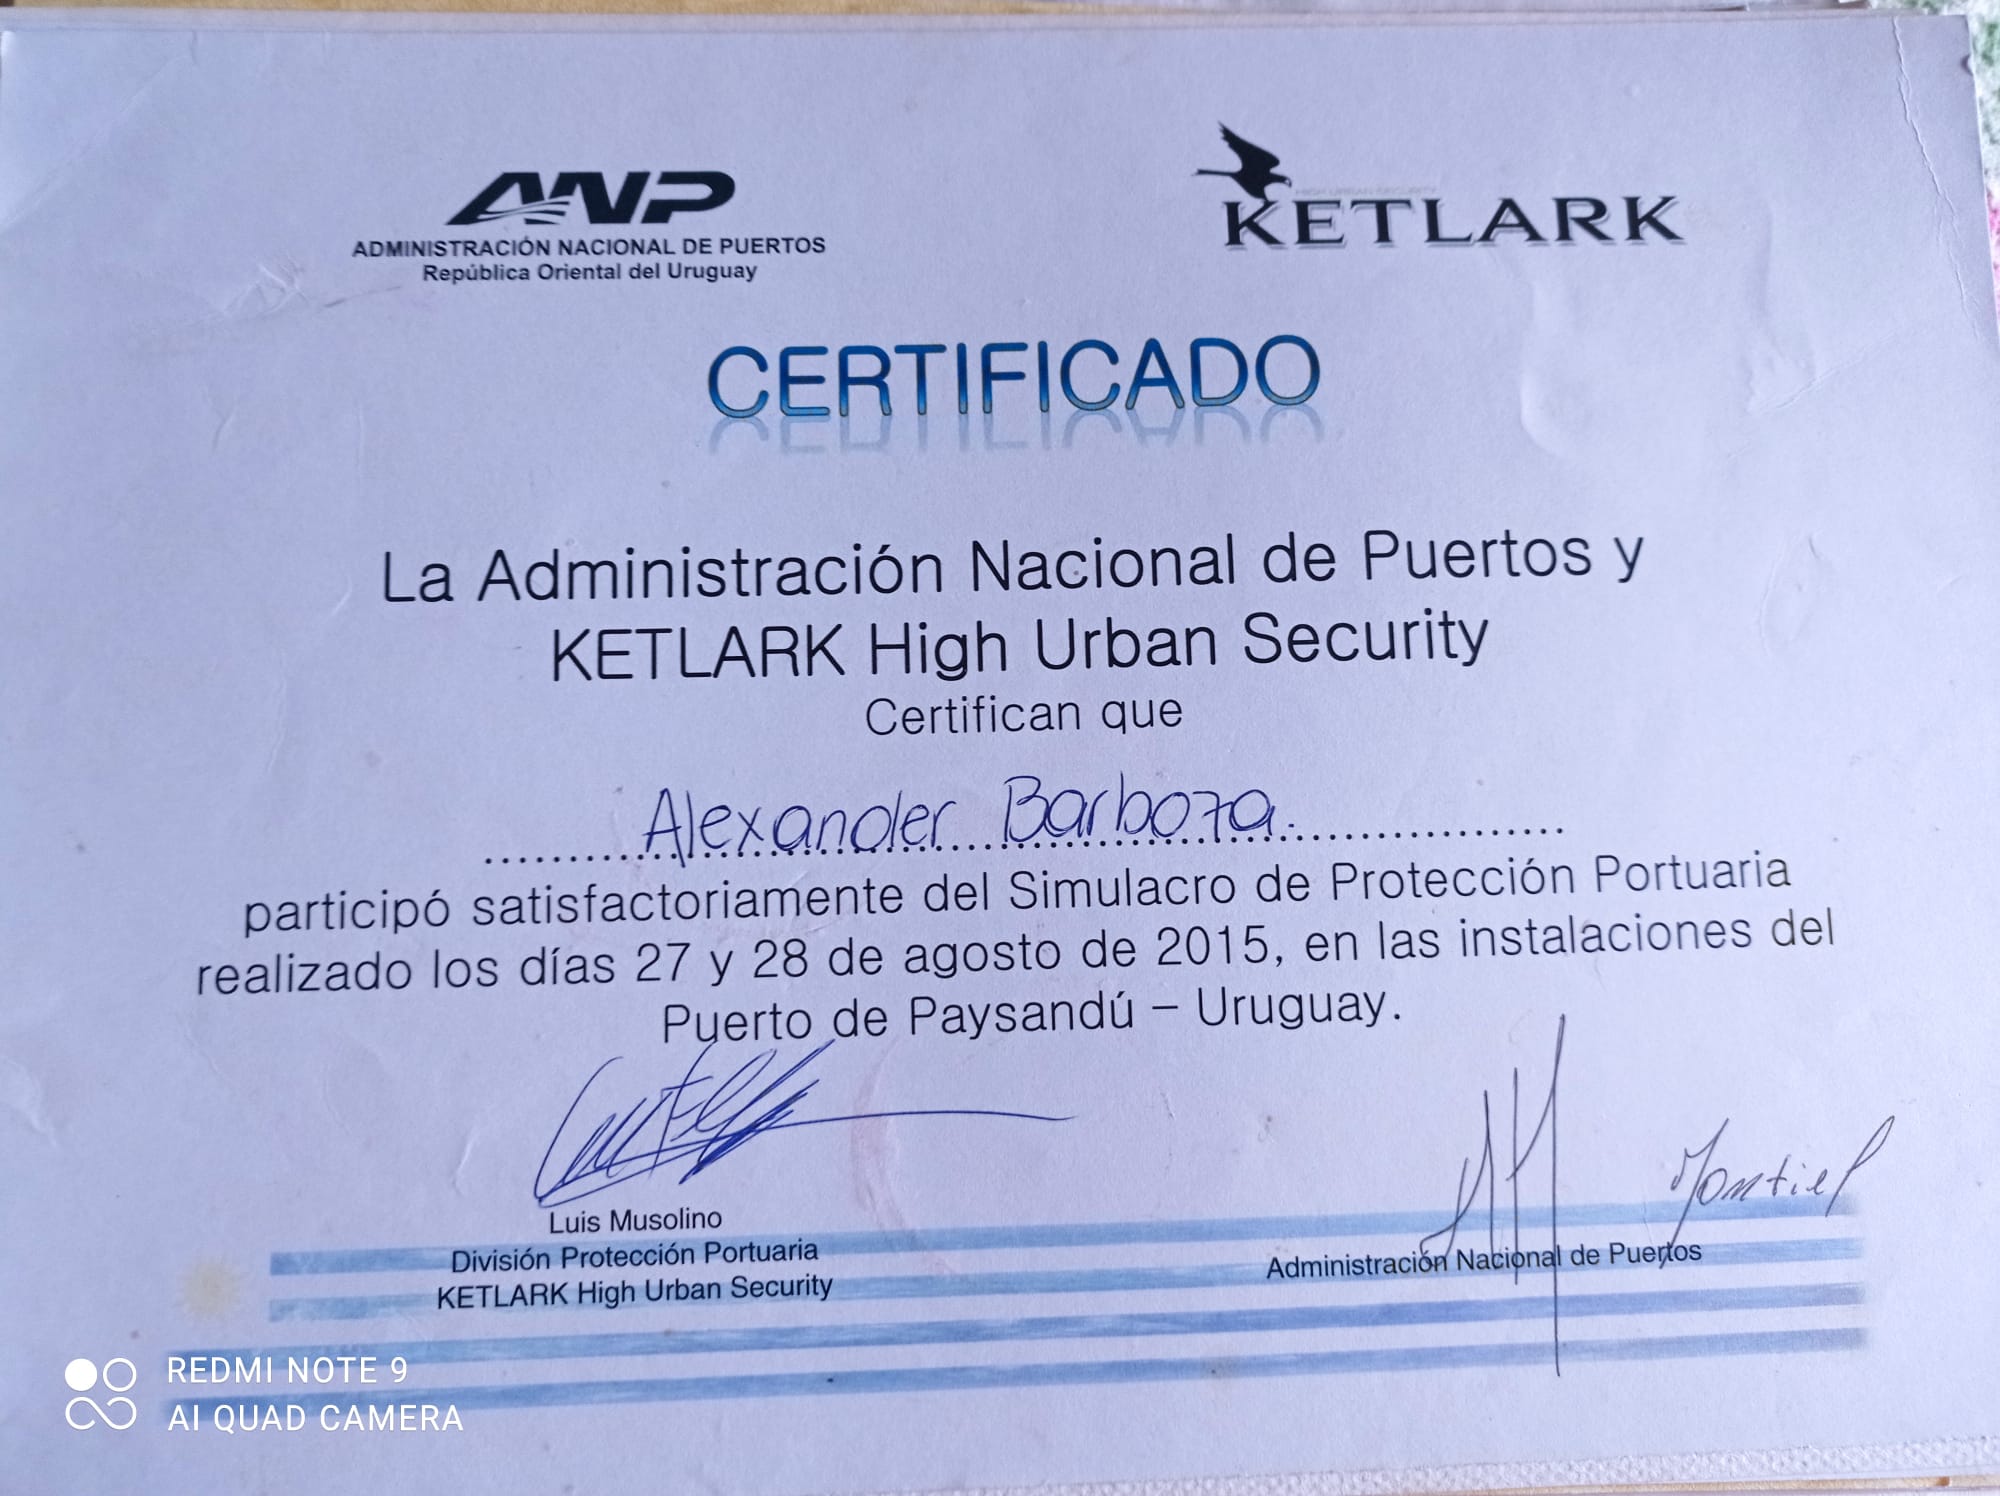 ANP
ADMINISTRACIÓN NACIONAL DE PUERTOS
República Oriental del Uruguay
HIGH URBAN SECURITY
KETLARK
CERTIFICADO
La Administración Nacional de Puertos y
KETLARK High Urban Security
Certifican que
Alexander Barboza.
participó satisfactoriamente del Simulacro de Protección Portuaria
realizado los días 27 y 28 de agosto de 2015, en las instalaciones del
Puerto de Paysandú – Uruguay.
Luis Musolino
División Protección Portuaria
KETLARK High Urban Security
Montiel
Administración Nacional de Puertos
REDMI NOTE 9
AI QUAD CAMERA